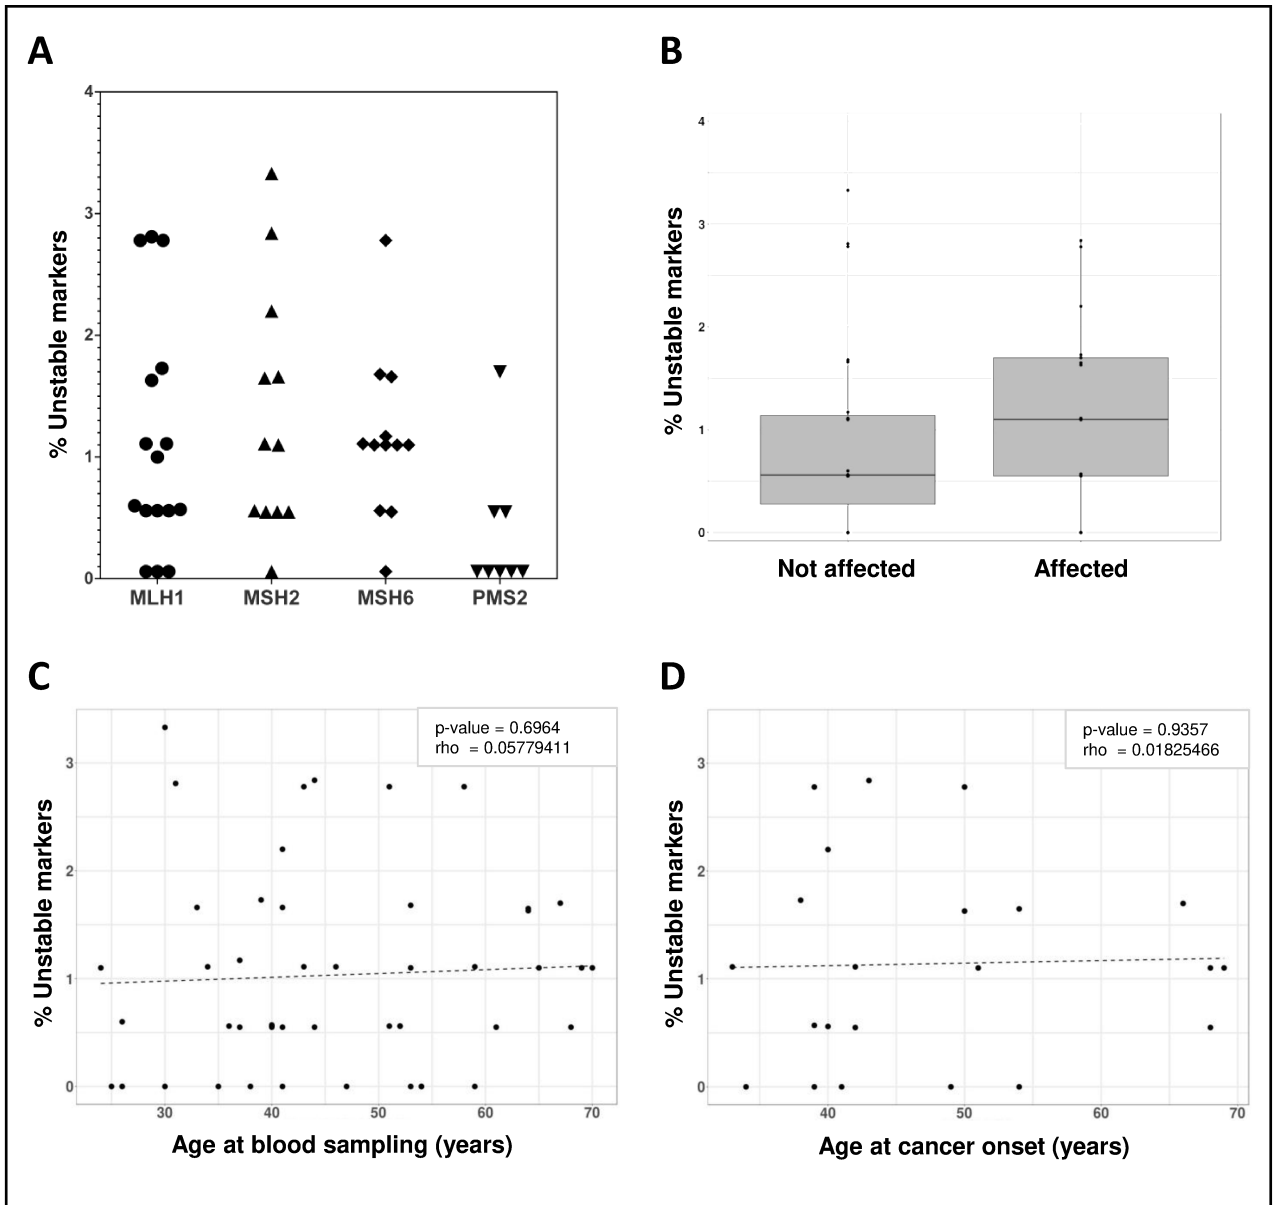 A
% Unstable markers
4
3
2
1
0
MLH1 MSH2 MSH6 PMS2
B
% Unstable markers
4
3
2
1
0
Not affected Affected
C
p-value = 0.6964
rho = 0.05779411
% Unstable markers
3
2
1
0
30 40 50 60 70
Age at blood sampling (years)
D
p-value = 0.9357
rho = 0.01825466
% Unstable markers
3
2
1
0
40 50 60 70
Age at cancer onset (years)